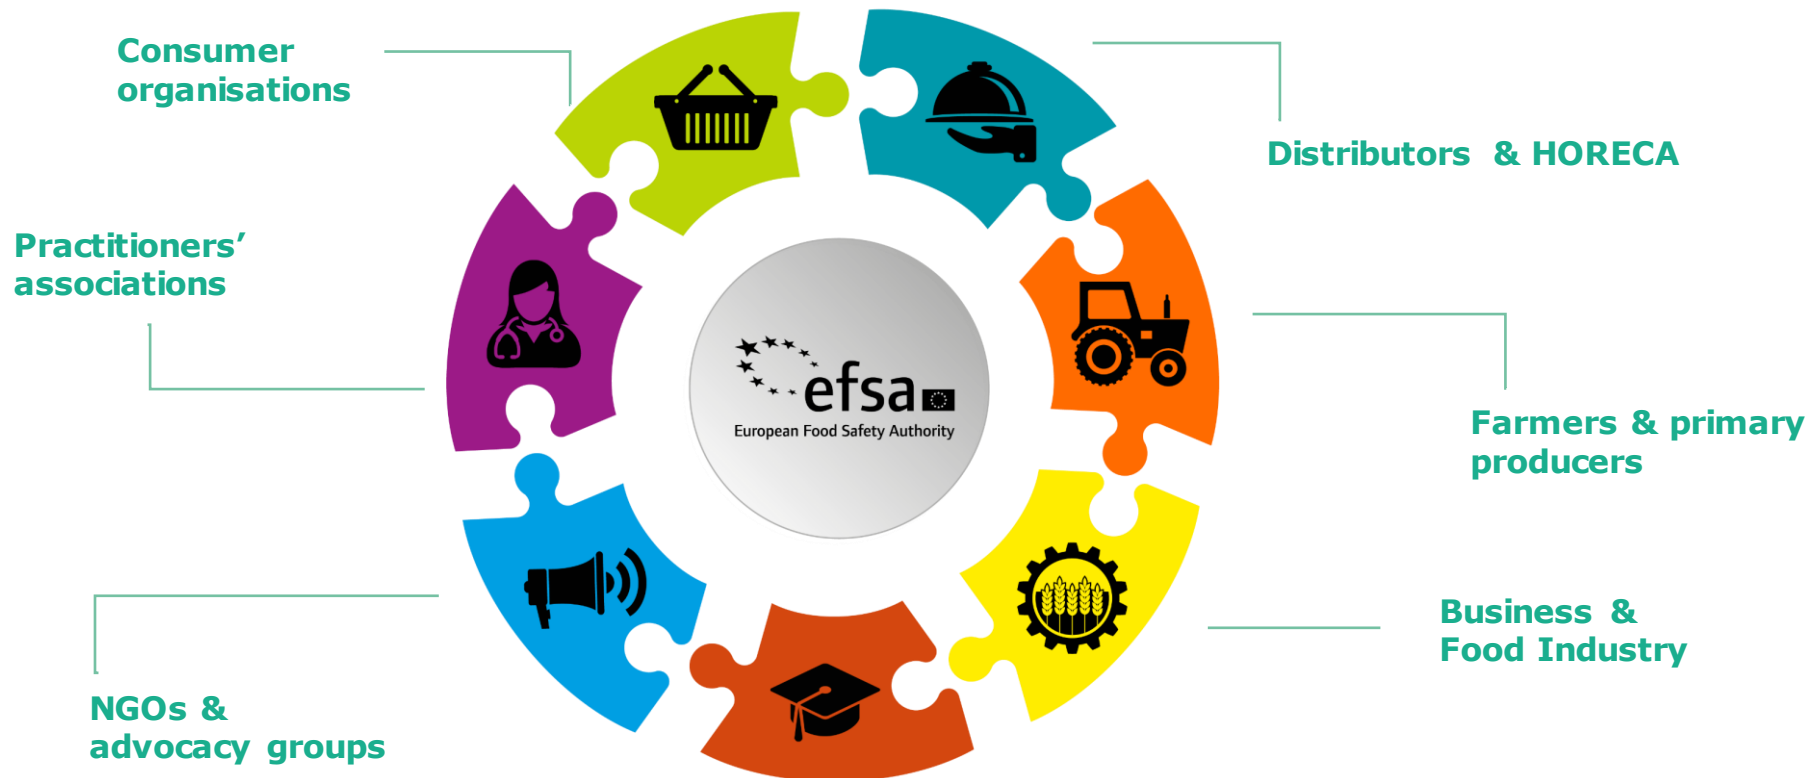 Consumer
organisations
Distributors & HORECA
Practitioners’
associations
efsa
European Food Safety Authority
Farmers & primary
producers
Business &
Food Industry
NGOs &
advocacy groups